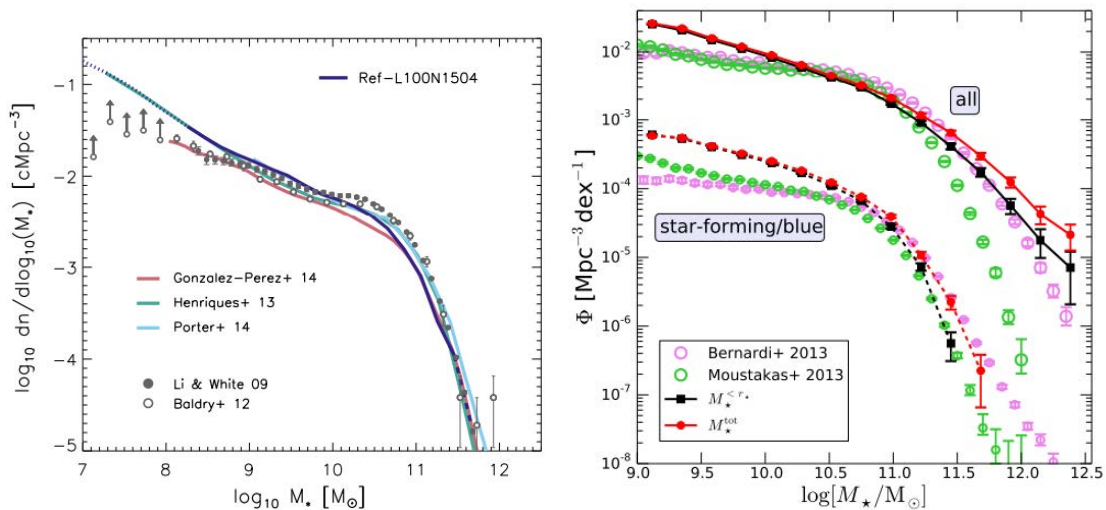 log₁₀ dn/dlog₁₀(M⁎) [cMpc⁻³]
-1
-2
-3
-4
-5
Ref-L100N1504
Gonzalez-Perez+ 14
Henriques+ 13
Porter+ 14
Li & White 09
Baldry+ 12
7 8 9 10 11 12
log₁₀ M⁎ [M⊙]
Φ [Mpc⁻³ dex⁻¹]
10⁻¹
10⁻²
10⁻³
10⁻⁴
10⁻⁵
10⁻⁶
10⁻⁷
10⁻⁸
all
star-forming/blue
Bernardi+ 2013
Moustakas+ 2013
M⋆^{<r⋆}
M⋆^{tot}
9.0 9.5 10.0 10.5 11.0 11.5 12.0 12.5
log[M⋆/M⊙]